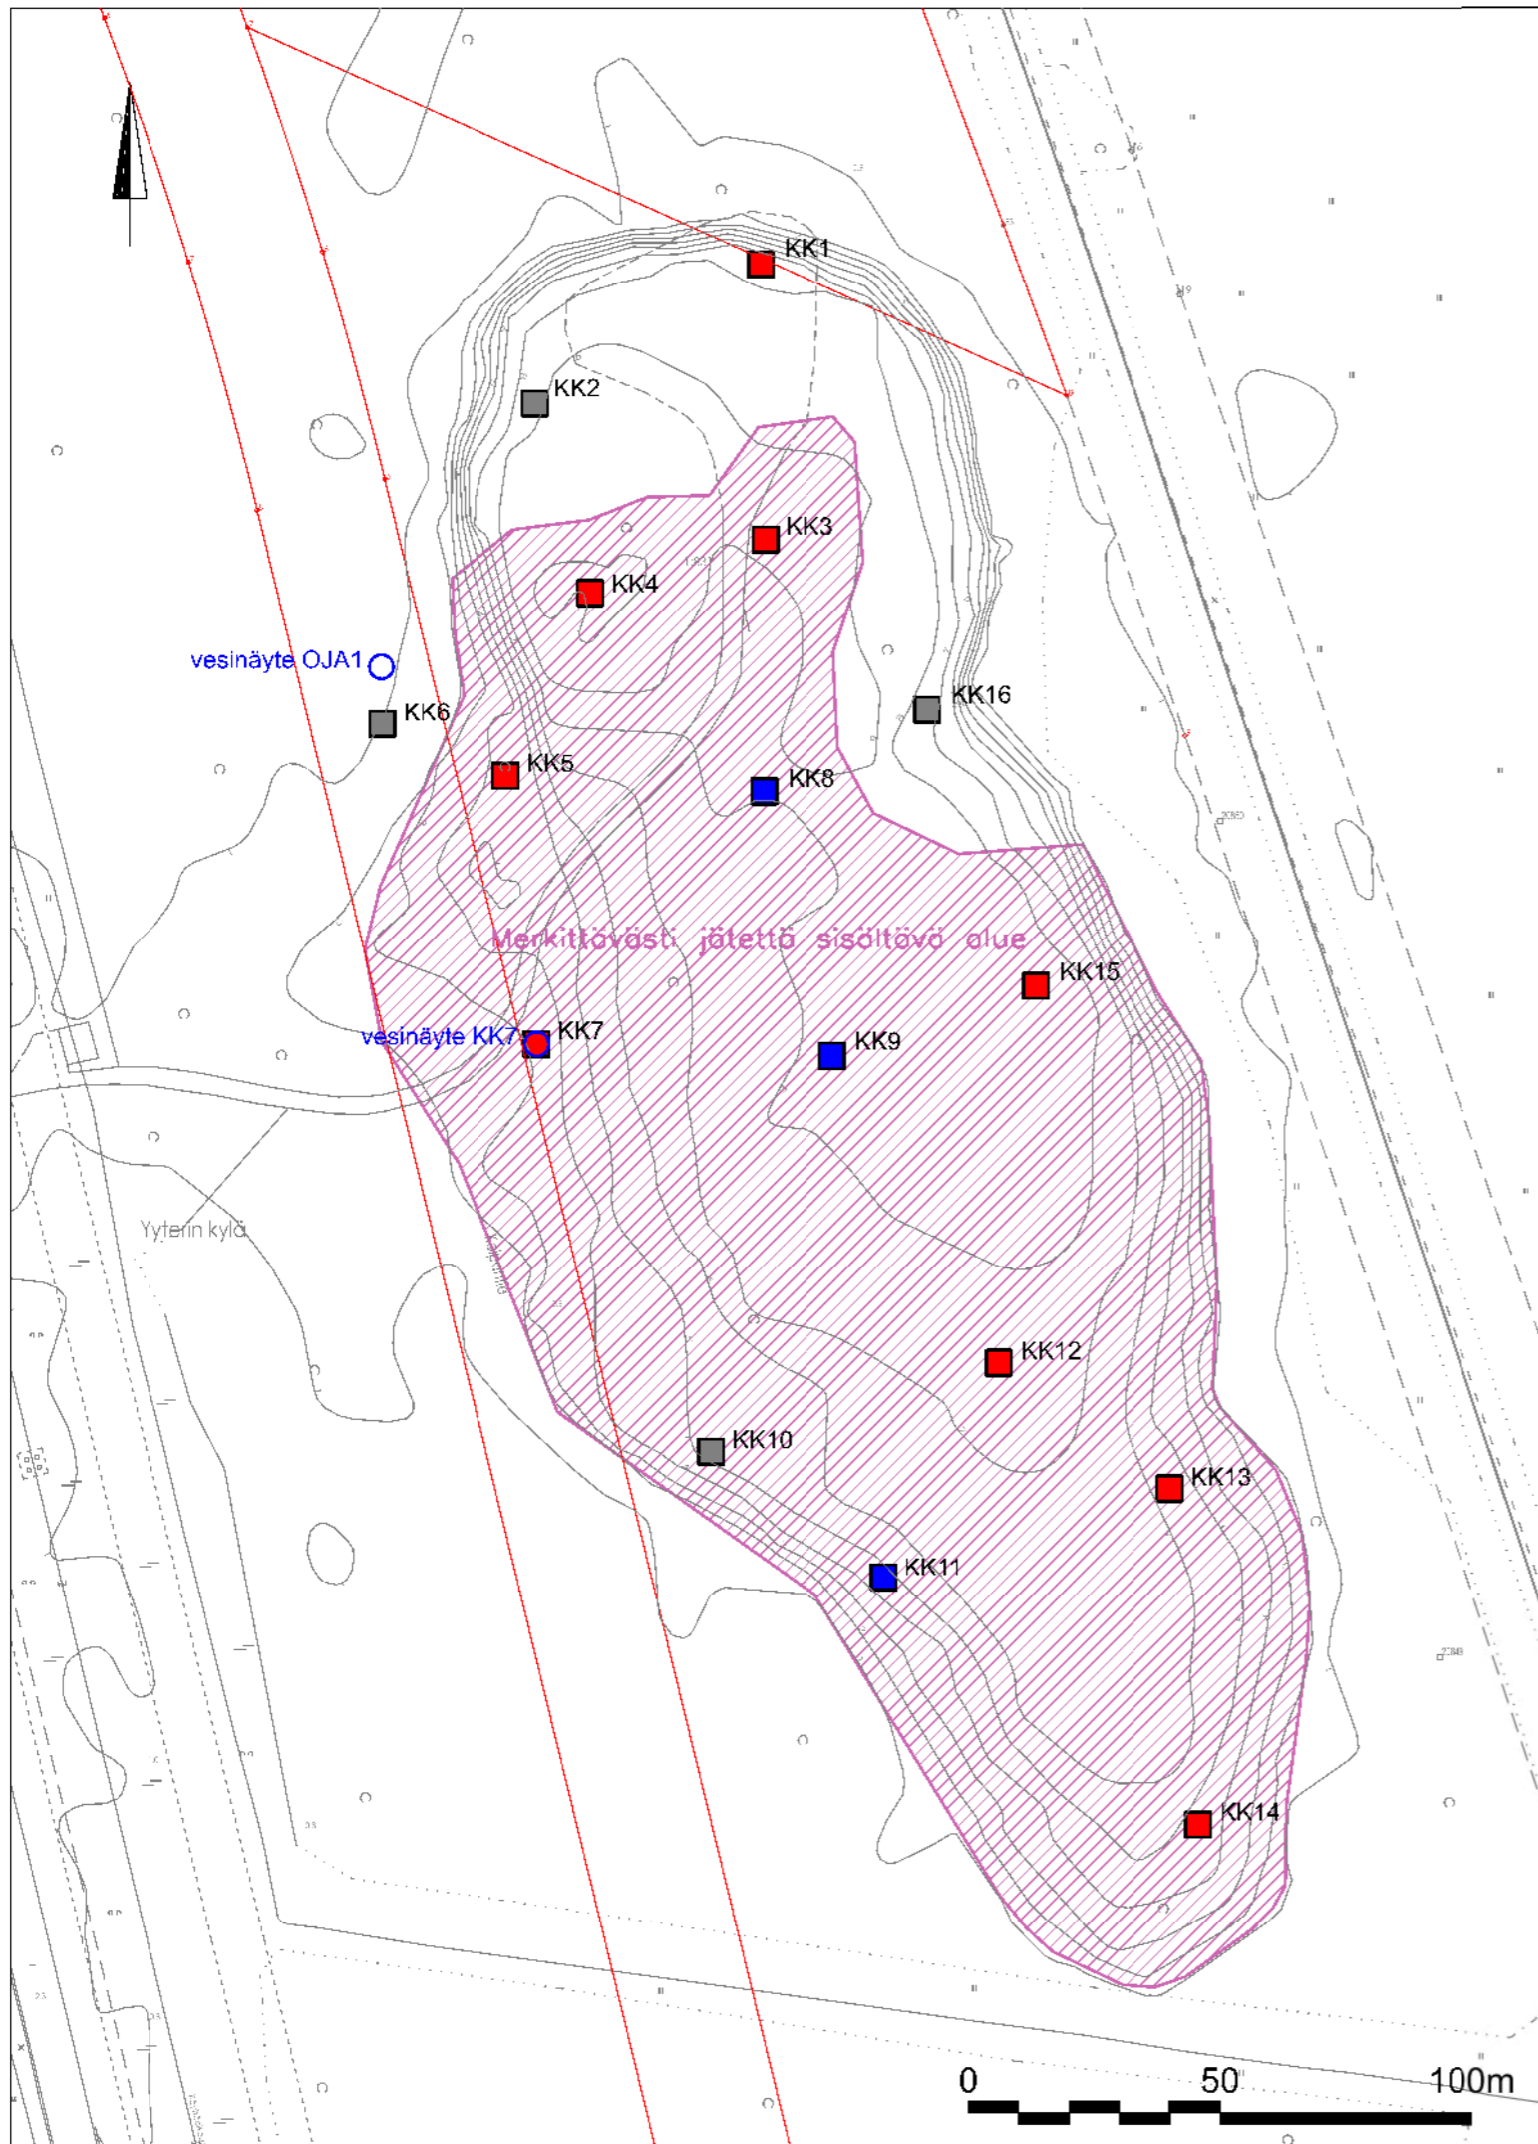 KK1
KK2
KK3
KK4
vesinäyte OJA1
KK6
KK16
KK5
KK8
Merkittävästi jätettä sisältävä alue
KK15
vesinäyte KK7
KK7
KK9
Yyterin kylä
KK12
KK10
KK13
KK11
KK14
0 50 100m